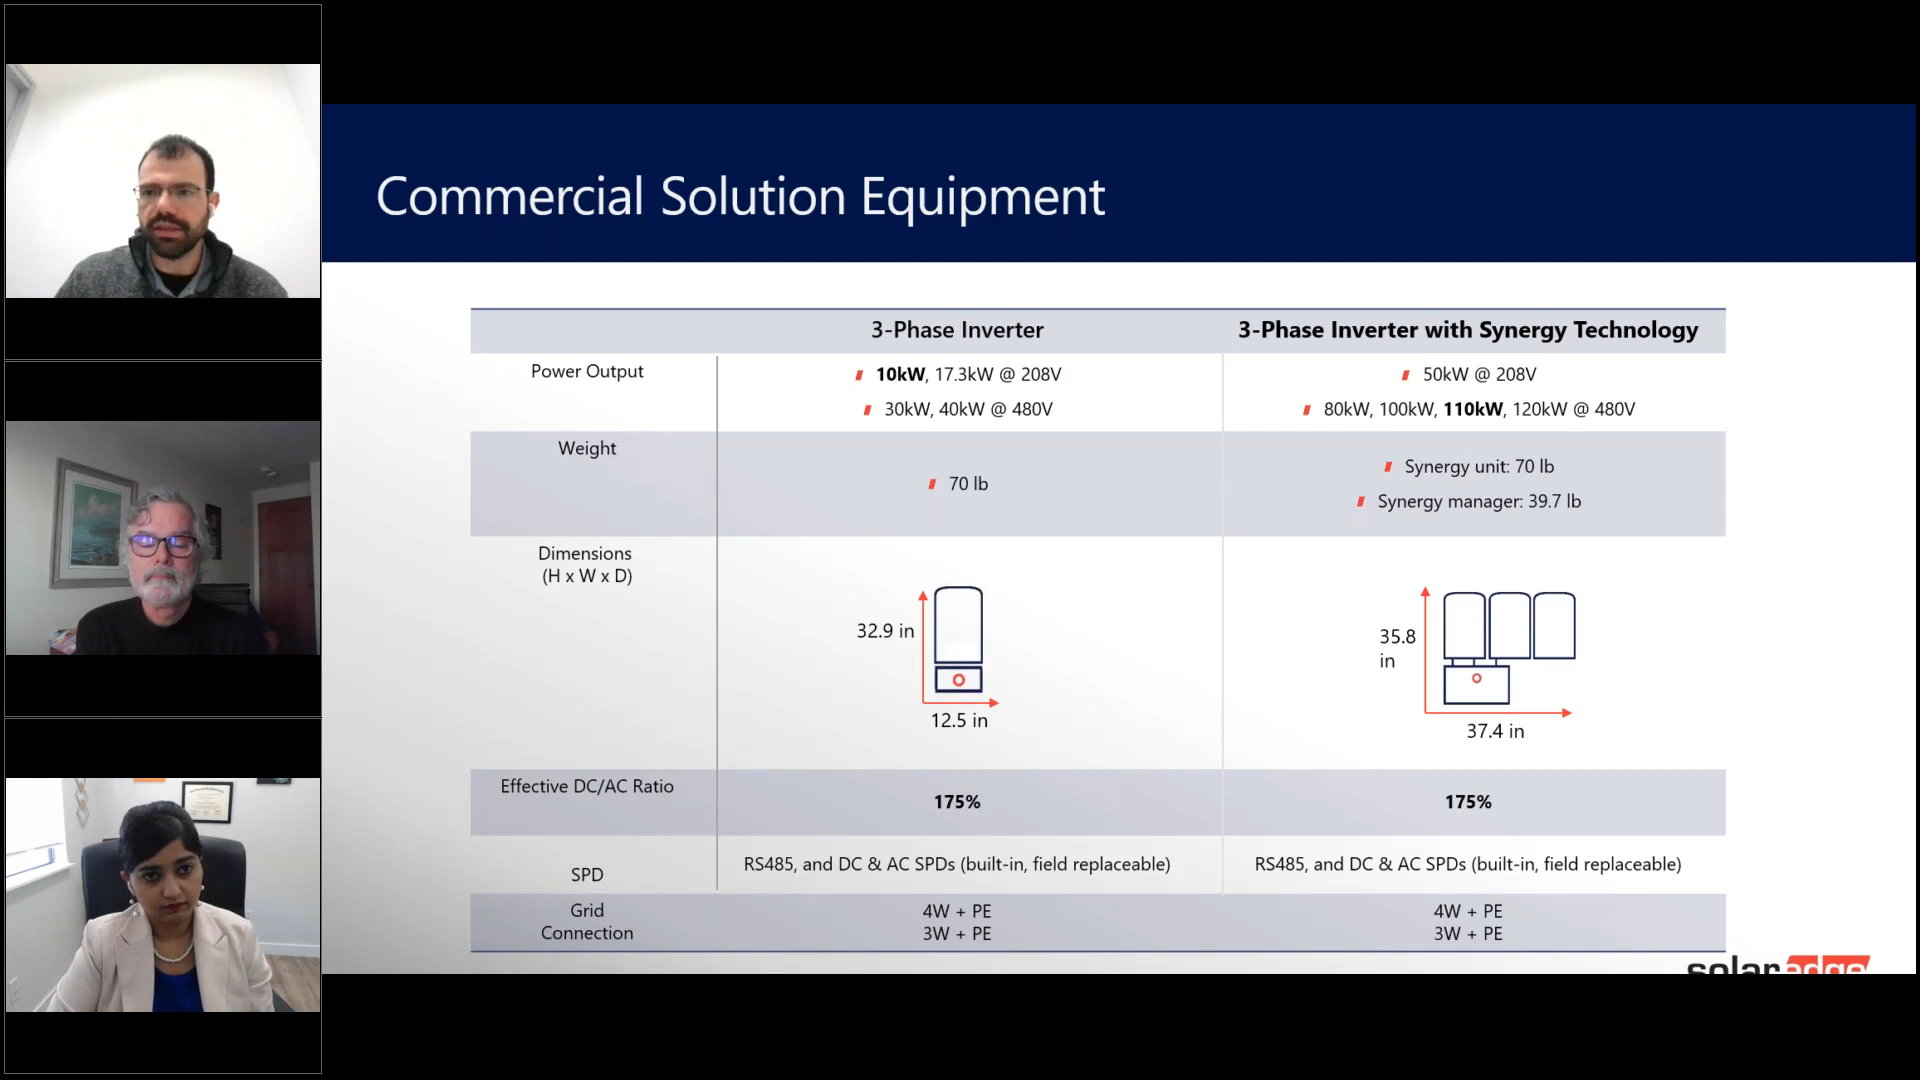 Commercial Solution Equipment
3-Phase Inverter
3-Phase Inverter with Synergy Technology
Power Output
10kW, 17.3kW @ 208V
30kW, 40kW @ 480V
50kW @ 208V
80kW, 100kW, 110kW, 120kW @ 480V
Weight
70 lb
Synergy unit: 70 lb
Synergy manager: 39.7 lb
Dimensions
(H x W x D)
32.9 in
12.5 in
35.8
in
37.4 in
Effective DC/AC Ratio
175%
175%
SPD
RS485, and DC & AC SPDs (built-in, field replaceable)
RS485, and DC & AC SPDs (built-in, field replaceable)
Grid
Connection
4W + PE
3W + PE
4W + PE
3W + PE
solaredge